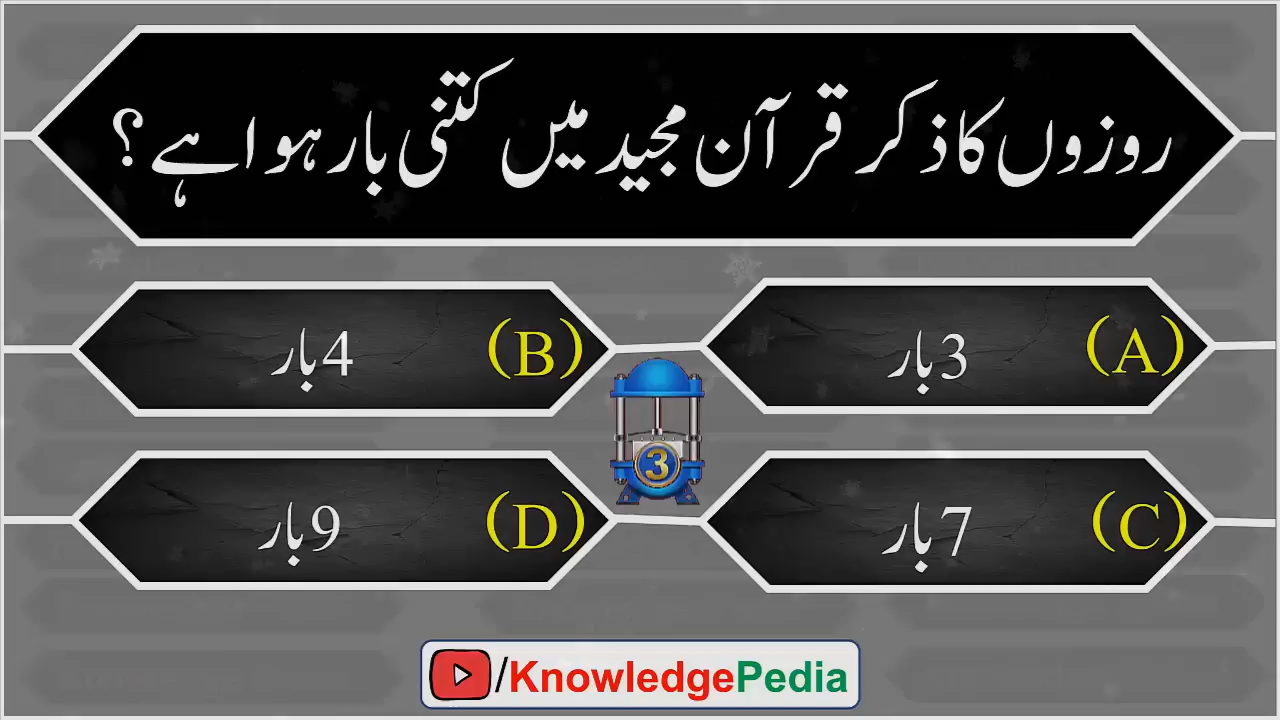 روزوں کا ذکر قرآن مجید میں کتنی بار ہوا ہے؟
(A) 3 بار
(B) 4 بار
3
(C) 7 بار
(D) 9 بار
/KnowledgePedia